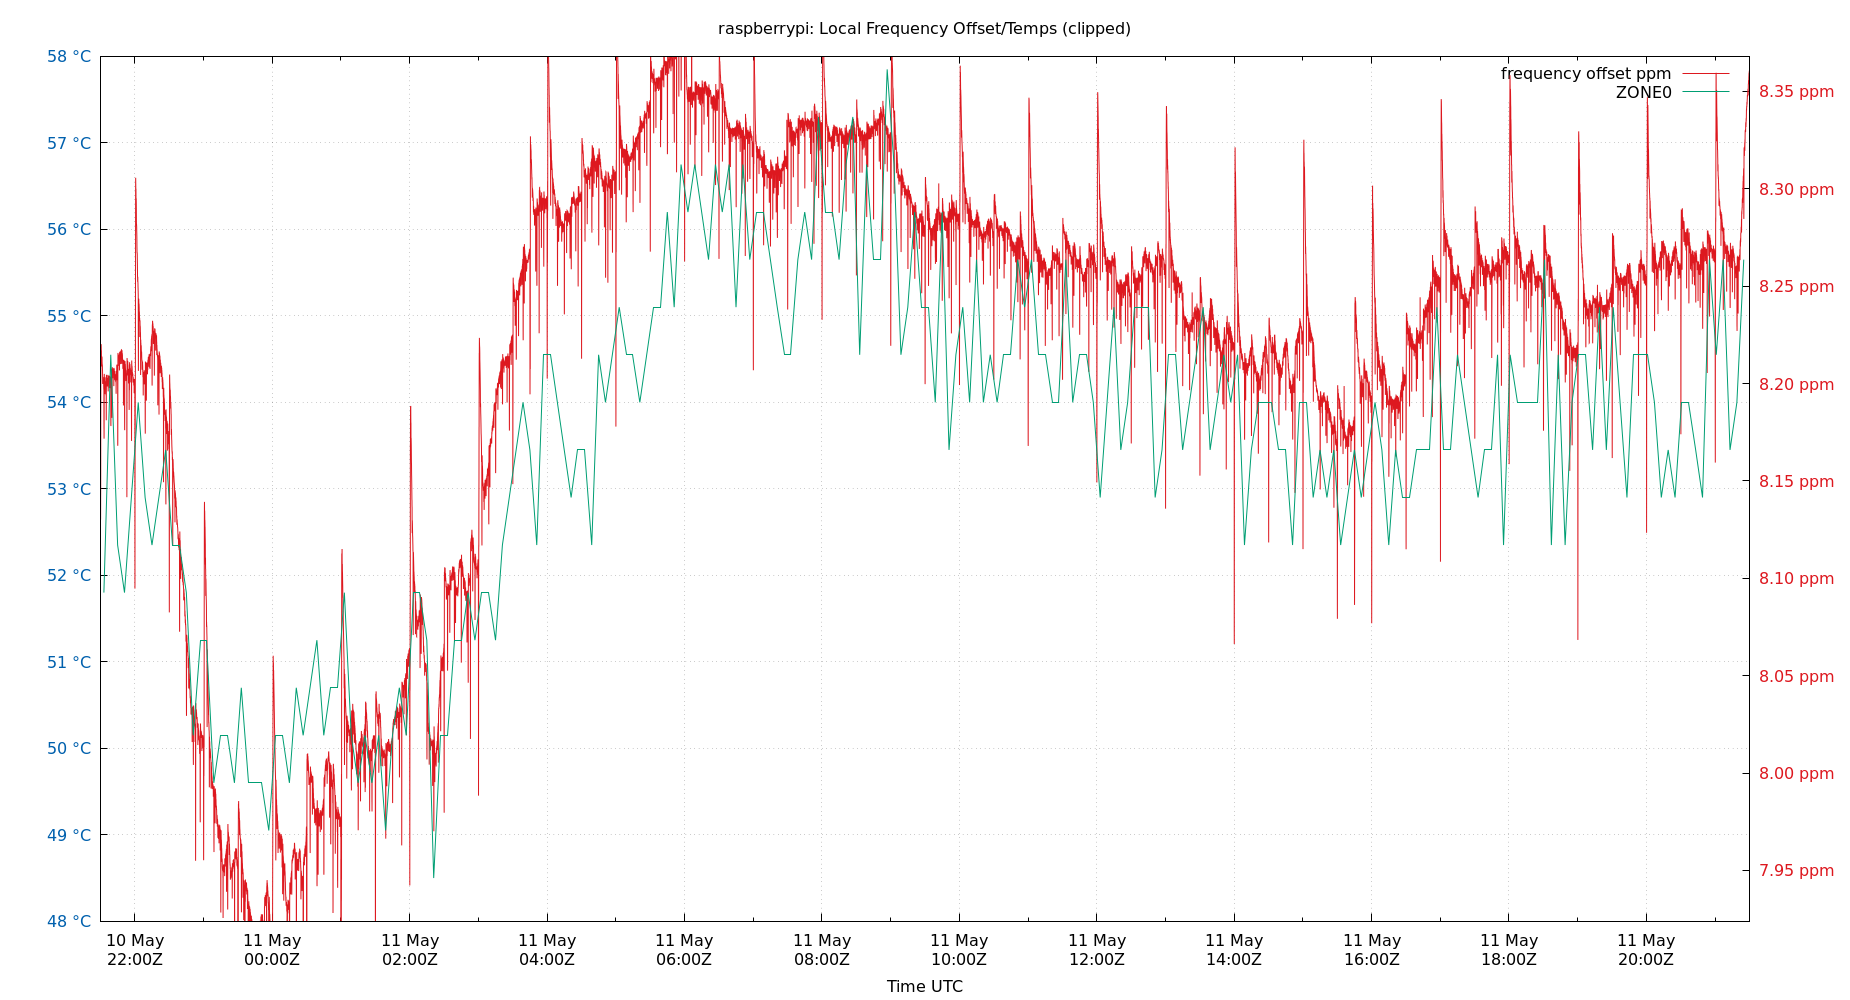 raspberrypi: Local Frequency Offset/Temps (clipped)
frequency offset ppm
ZONE0
58 °C
57 °C
56 °C
55 °C
54 °C
53 °C
52 °C
51 °C
50 °C
49 °C
48 °C
8.35 ppm
8.30 ppm
8.25 ppm
8.20 ppm
8.15 ppm
8.10 ppm
8.05 ppm
8.00 ppm
7.95 ppm
10 May 11 May 11 May 11 May 11 May 11 May 11 May 11 May 11 May 11 May 11 May 11 May
22:00Z 00:00Z 02:00Z 04:00Z 06:00Z 08:00Z 10:00Z 12:00Z 14:00Z 16:00Z 18:00Z 20:00Z
Time UTC